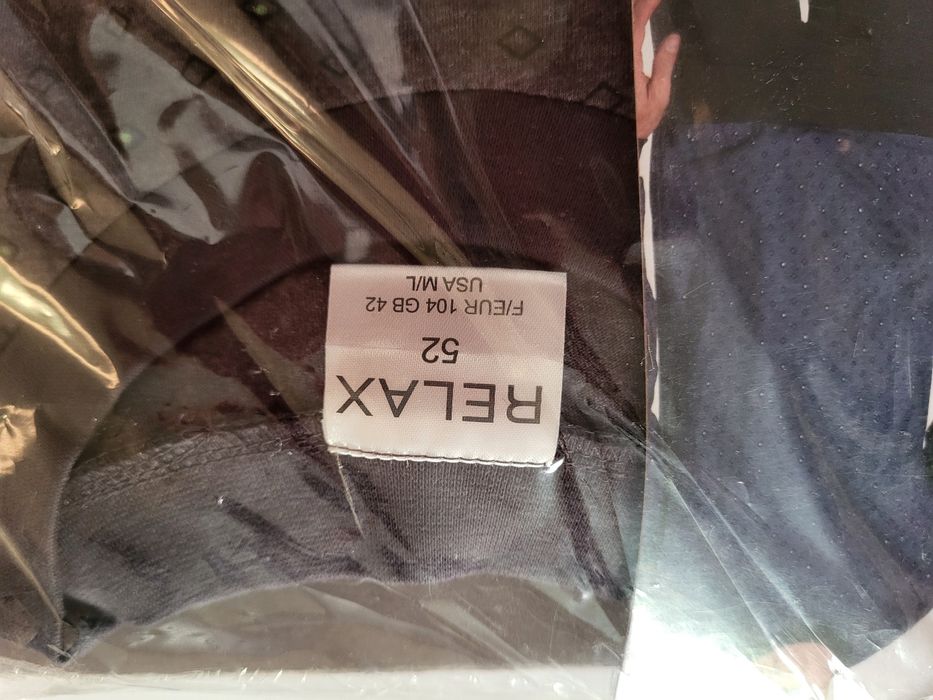 RELAX
52
F/EUR 104 GB 42
USA M/L